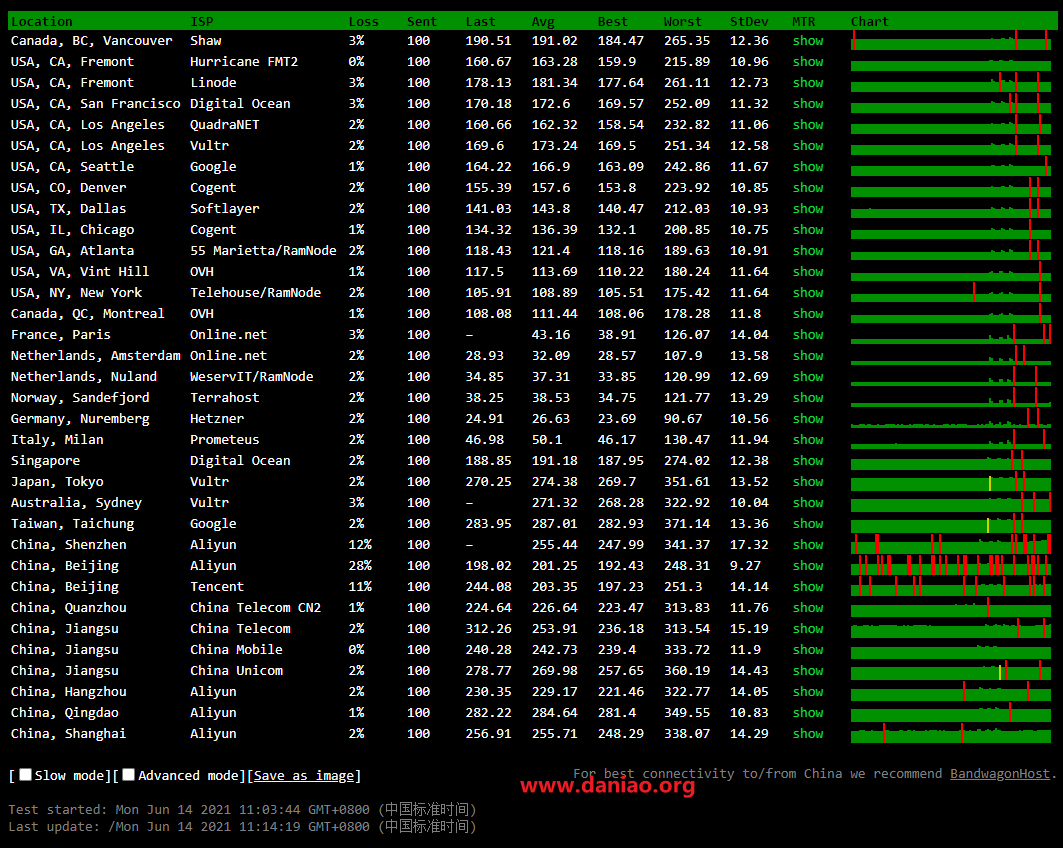 Location ISP Loss Sent Last Avg Best Worst StDev MTR Chart
Canada, BC, Vancouver Shaw 3% 100 190.51 191.02 184.47 265.35 12.36 show
USA, CA, Fremont Hurricane FMT2 0% 100 160.67 163.28 159.9 215.89 10.96 show
USA, CA, Fremont Linode 3% 100 178.13 181.34 177.64 261.11 12.73 show
USA, CA, San Francisco Digital Ocean 3% 100 170.18 172.6 169.57 252.09 11.32 show
USA, CA, Los Angeles QuadraNET 2% 100 160.66 162.32 158.54 232.82 11.06 show
USA, CA, Los Angeles Vultr 2% 100 169.6 173.24 169.5 251.34 12.58 show
USA, CA, Seattle Google 1% 100 164.22 166.9 163.09 242.86 11.67 show
USA, CO, Denver Cogent 2% 100 155.39 157.6 153.8 223.92 10.85 show
USA, TX, Dallas Softlayer 2% 100 141.03 143.8 140.47 212.03 10.93 show
USA, IL, Chicago Cogent 1% 100 134.32 136.39 132.1 200.85 10.75 show
USA, GA, Atlanta 55 Marietta/RamNode 2% 100 118.43 121.4 118.16 189.63 10.91 show
USA, VA, Vint Hill OVH 1% 100 117.5 113.69 110.22 180.24 11.64 show
USA, NY, New York Telehouse/RamNode 2% 100 105.91 108.89 105.51 175.42 11.64 show
Canada, QC, Montreal OVH 1% 100 108.08 111.44 108.06 178.28 11.8 show
France, Paris Online.net 3% 100 – 43.16 38.91 126.07 14.04 show
Netherlands, Amsterdam Online.net 2% 100 28.93 32.09 28.57 107.9 13.58 show
Netherlands, Nuland WeservIT/RamNode 2% 100 34.85 37.31 33.85 120.99 12.69 show
Norway, Sandefjord Terrahost 2% 100 38.25 38.53 34.75 121.77 13.29 show
Germany, Nuremberg Hetzner 2% 100 24.91 26.63 23.69 90.67 10.56 show
Italy, Milan Prometeus 2% 100 46.98 50.1 46.17 130.47 11.94 show
Singapore Digital Ocean 2% 100 188.85 191.18 187.95 274.02 12.38 show
Japan, Tokyo Vultr 2% 100 270.25 274.38 269.7 351.61 13.52 show
Australia, Sydney Vultr 3% 100 – 271.32 268.28 322.92 10.04 show
Taiwan, Taichung Google 2% 100 283.95 287.01 282.93 371.14 13.36 show
China, Shenzhen Aliyun 12% 100 – 255.44 247.99 341.37 17.32 show
China, Beijing Aliyun 28% 100 198.02 201.25 192.43 248.31 9.27 show
China, Beijing Tencent 11% 100 244.08 203.35 197.23 251.3 14.14 show
China, Quanzhou China Telecom CN2 1% 100 224.64 226.64 223.47 313.83 11.76 show
China, Jiangsu China Telecom 2% 100 312.26 253.91 236.18 313.54 15.19 show
China, Jiangsu China Mobile 0% 100 240.28 242.73 239.4 333.72 11.9 show
China, Jiangsu China Unicom 2% 100 278.77 269.98 257.65 360.19 14.43 show
China, Hangzhou Aliyun 2% 100 230.35 229.17 221.46 322.77 14.05 show
China, Qingdao Aliyun 1% 100 282.22 284.64 281.4 349.55 10.83 show
China, Shanghai Aliyun 2% 100 256.91 255.71 248.29 338.07 14.29 show
[ Slow mode][ Advanced mode][Save as image]
For best connectivity to/from China we recommend BandwagonHost.
www.daniao.org
Test started: Mon Jun 14 2021 11:03:44 GMT+0800 (中国标准时间)
Last update: /Mon Jun 14 2021 11:14:19 GMT+0800 (中国标准时间)